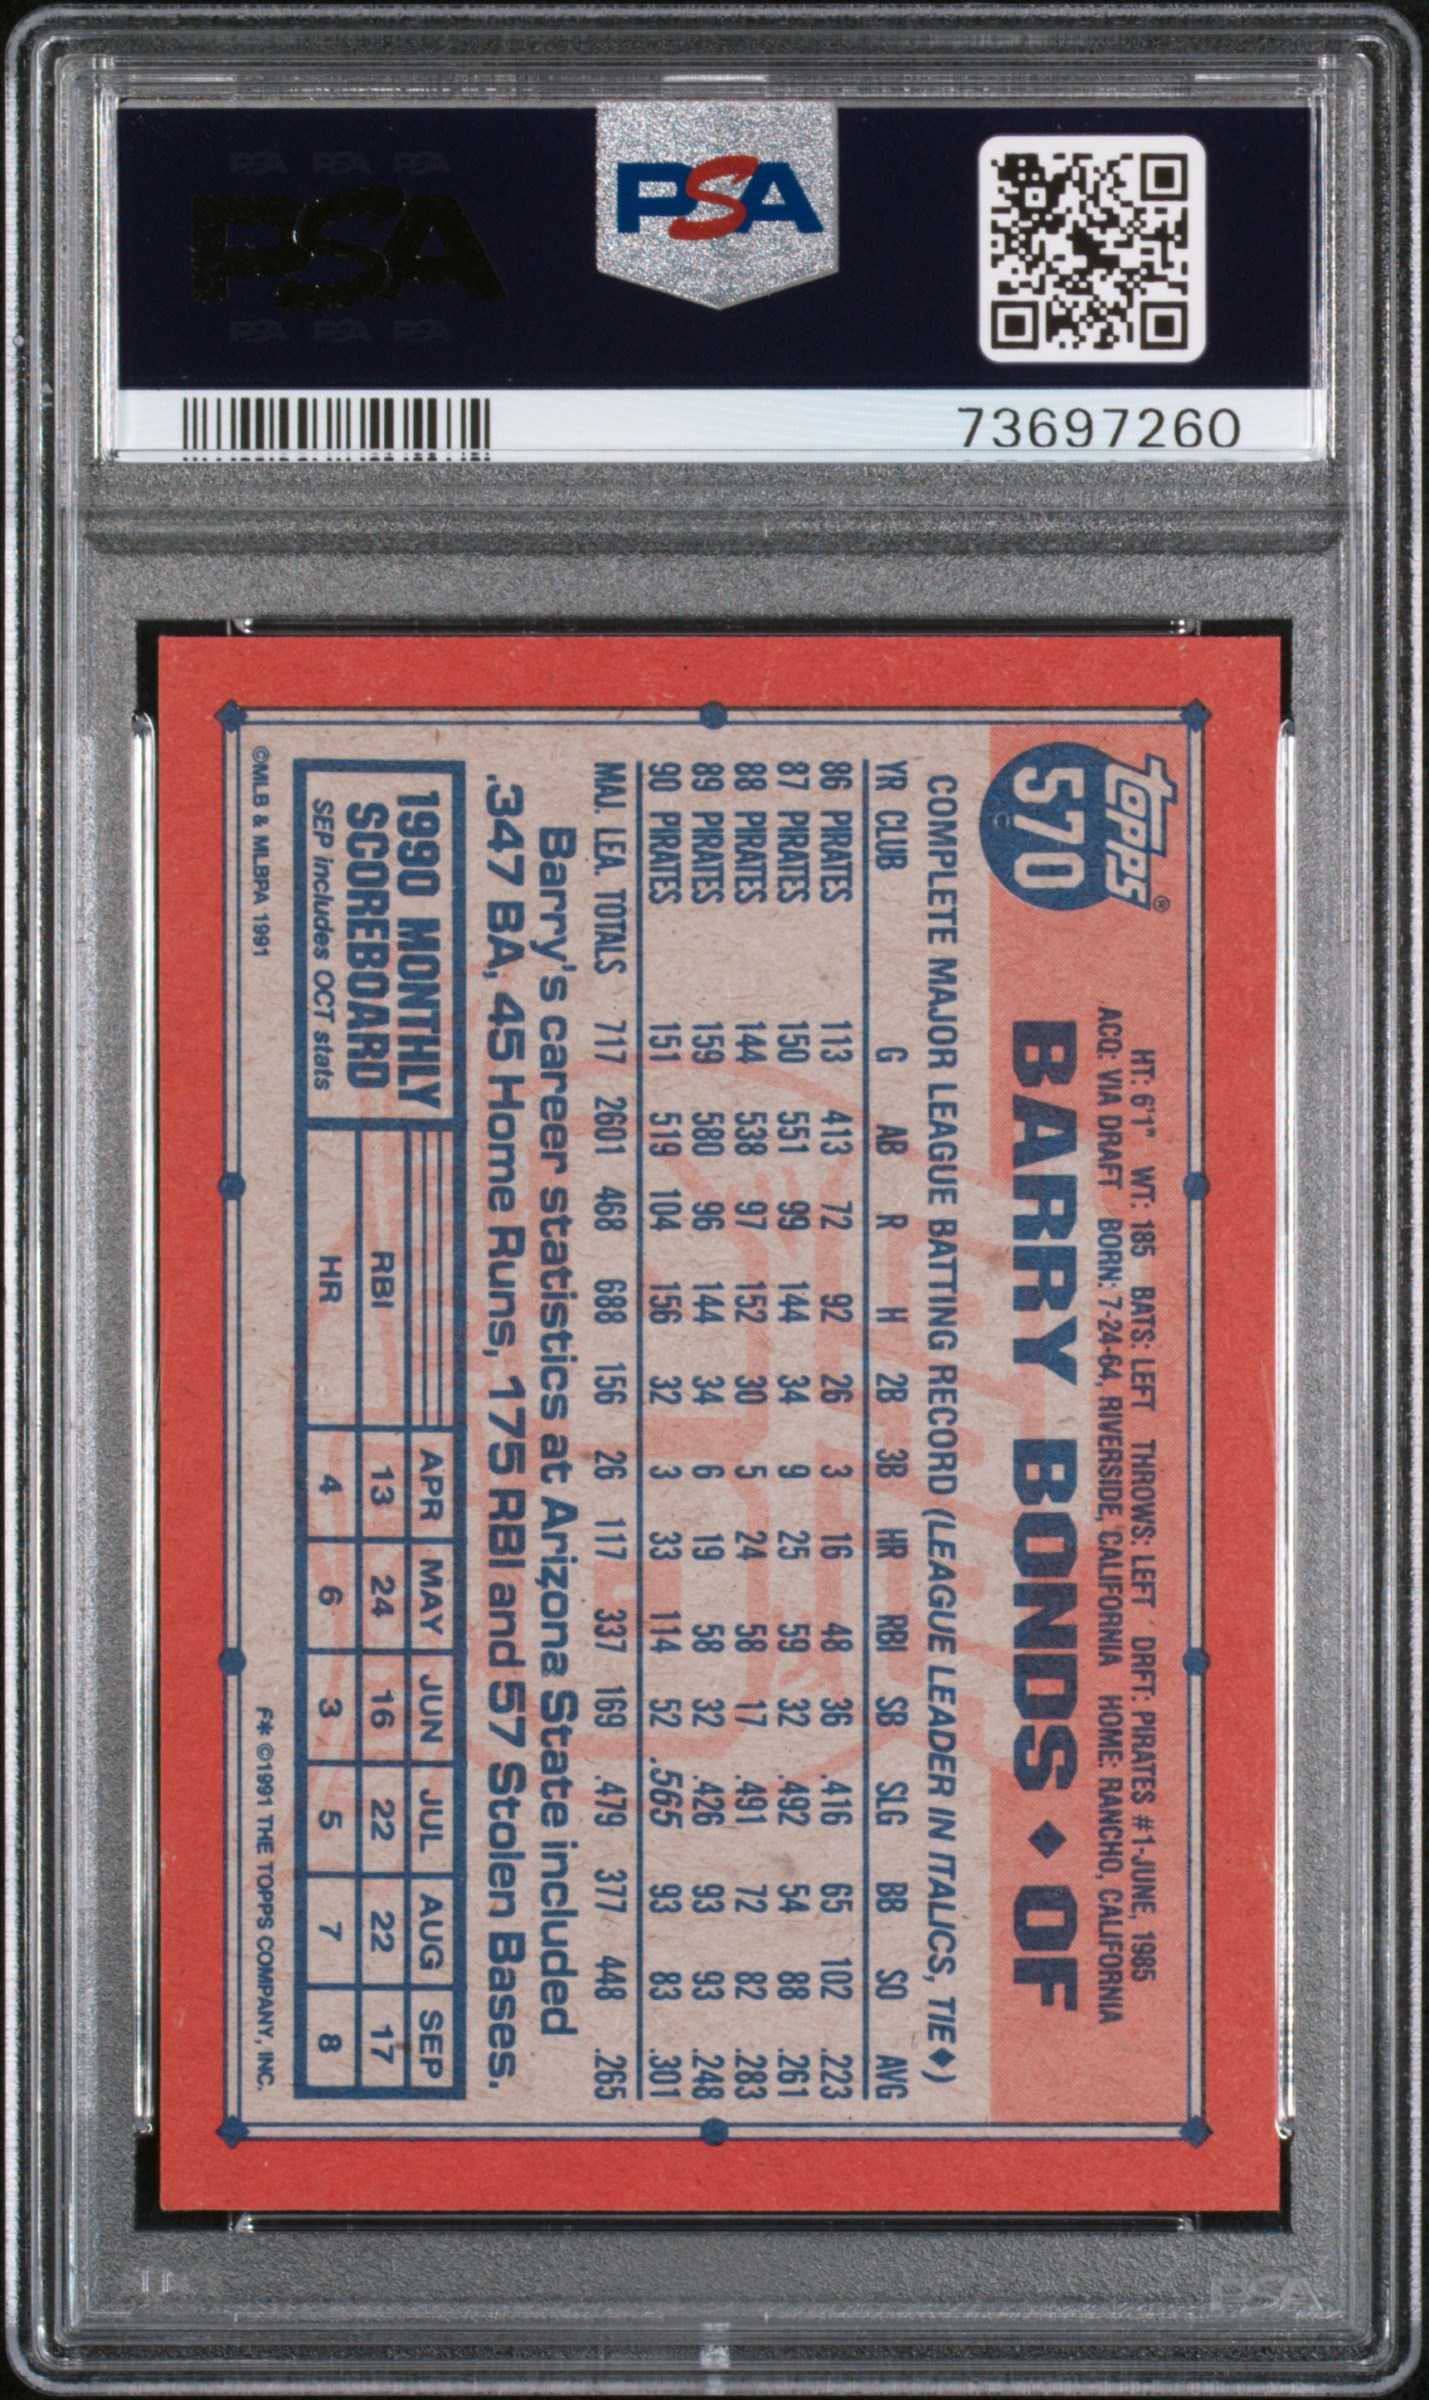 PSA PSA PSA
PSA
PSA PSA PSA
PSA
73697260
topps®
570
C
HT: 6'1" WT: 185 BATS: LEFT THROWS: LEFT DRFT: PIRATES #1-JUNE, 1985
ACQ: VIA DRAFT BORN: 7-24-64, RIVERSIDE, CALIFORNIA HOME: RANCHO, CALIFORNIA
BARRY BONDS ♦ OF
COMPLETE MAJOR LEAGUE BATTING RECORD (LEAGUE LEADER IN ITALICS, TIE♦)
YR CLUB G AB R H 2B 3B HR RBI SB SLG BB SO AVG
86 PIRATES 113 413 72 92 26 3 16 48 36 .416 65 102 .223
87 PIRATES 150 551 99 144 34 9 25 59 32 .492 54 88 .261
88 PIRATES 144 538 97 152 30 5 24 58 17 .491 72 82 .283
89 PIRATES 159 580 96 144 34 6 19 58 32 .426 93 93 .248
90 PIRATES 151 519 104 156 32 3 33 114 52 .565 93 83 .301
MAJ. LEA. TOTALS 717 2601 468 688 156 26 117 337 169 .479 377 448 .265
Barry's career statistics at Arizona State included
.347 BA, 45 Home Runs, 175 RBI and 57 Stolen Bases.
1990 MONTHLY
SCOREBOARD
SEP includes OCT stats
APR MAY JUN JUL AUG SEP
RBI 13 24 16 22 22 17
HR 4 6 3 5 7 8
©MLB & MLBPA 1991
F* ©1991 THE TOPPS COMPANY, INC.
PSA